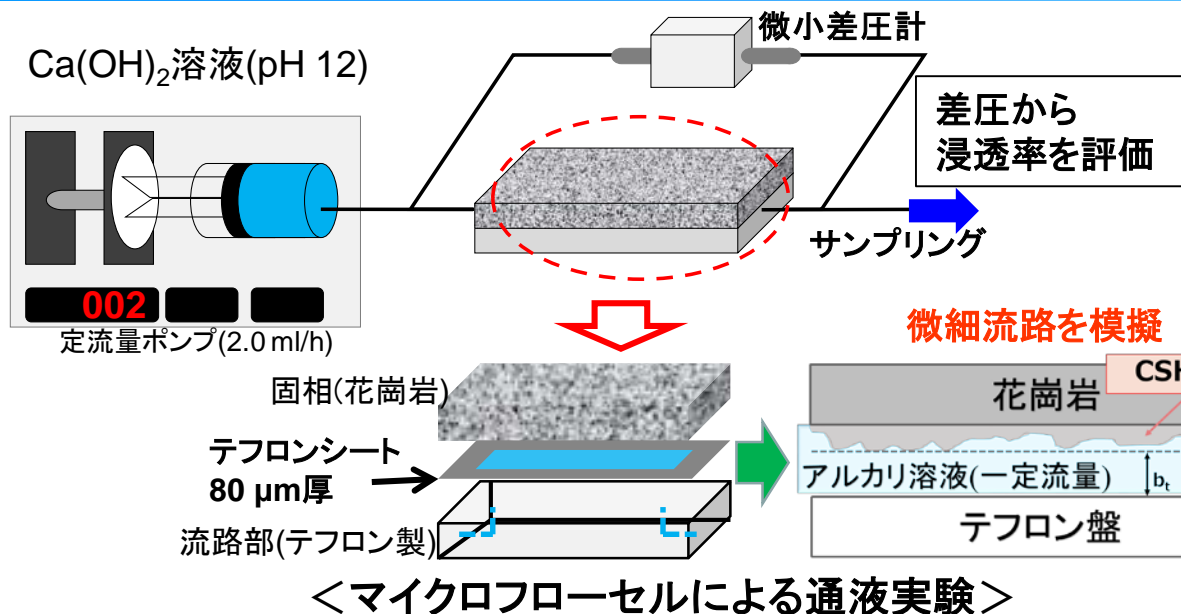 Ca(OH)₂溶液(pH 12)
微小差圧計
差圧から
浸透率を評価
サンプリング
002
定流量ポンプ(2.0 ml/h)
微細流路を模擬
固相(花崗岩)
テフロンシート
80 μm厚
流路部(テフロン製)
CSH
花崗岩
アルカリ溶液(一定流量)
bₜ
テフロン盤
<マイクロフローセルによる通液実験>